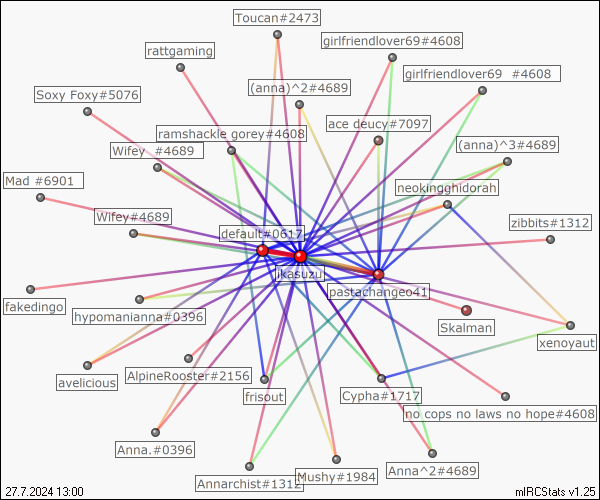 Toucan#2473
girlfriendlover69#4608
rattgaming
girlfriendlover69 #4608
(anna)^2#4689
Soxy Foxy#5076
ace deucy#7097
ramshackle gorey#4608
(anna)^3#4689
Wifey #4689
Mad #6901
neokingghidorah
Wifey#4689
zibbits#1312
default#0617
ikasuzu
pastachange41
fakedingo
hypomanianna#0396
Skalman
xenoyaut
AlpineRooster#2156
avelicious
frisout
Cypha#1717
no cops no laws no hope#4608
Anna.#0396
Annarchist#1312
Mushy#1984
Anna^2#4689
27.7.2024 13:00
mIRCStats v1.25